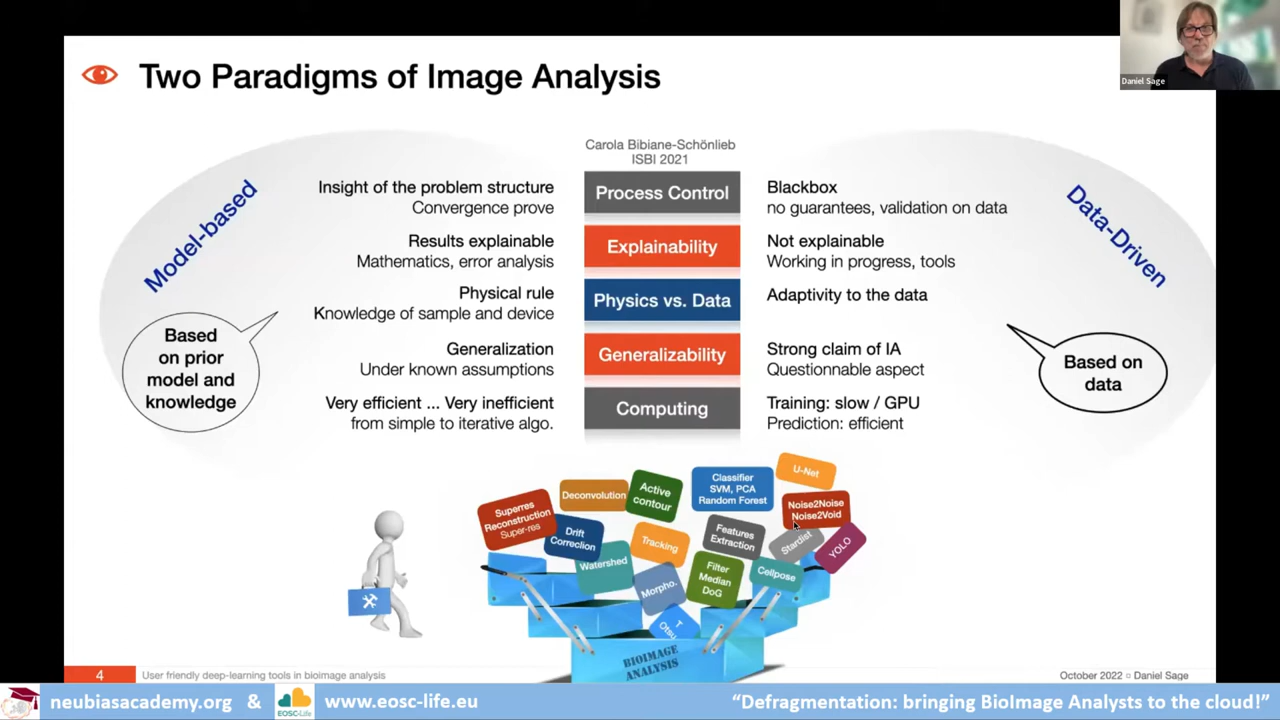 Two Paradigms of Image Analysis
Daniel Sage
Carola Bibiane-Schönlieb
ISBI 2021
Model-based
Data-Driven
Insight of the problem structure
Convergence prove
Process Control
Blackbox
no guarantees, validation on data
Results explainable
Mathematics, error analysis
Explainability
Not explainable
Working in progress, tools
Physical rule
Knowledge of sample and device
Physics vs. Data
Adaptivity to the data
Generalization
Under known assumptions
Generalizability
Strong claim of IA
Questionnable aspect
Very efficient ... Very inefficient
from simple to iterative algo.
Computing
Training: slow / GPU
Prediction: efficient
Based
on prior
model and
knowledge
Based on
data
Superres
Reconstruction
Super-res
Deconvolution
Active
contour
Classifier
SVM, PCA
Random Forest
U-Net
Noise2Noise
Noise2Void
Drift
Correction
Tracking
Features
Extraction
Stardist
YOLO
Watershed
Morpho.
Filter
Median
DoG
Cellpose
T
Otsu
BIOIMAGE
ANALYSIS
4
User friendly deep-learning tools in bioimage analysis
October 2022 □ Daniel Sage
neubiasacademy.org & EOSC-Life www.eosc-life.eu
“Defragmentation: bringing BioImage Analysts to the cloud!”